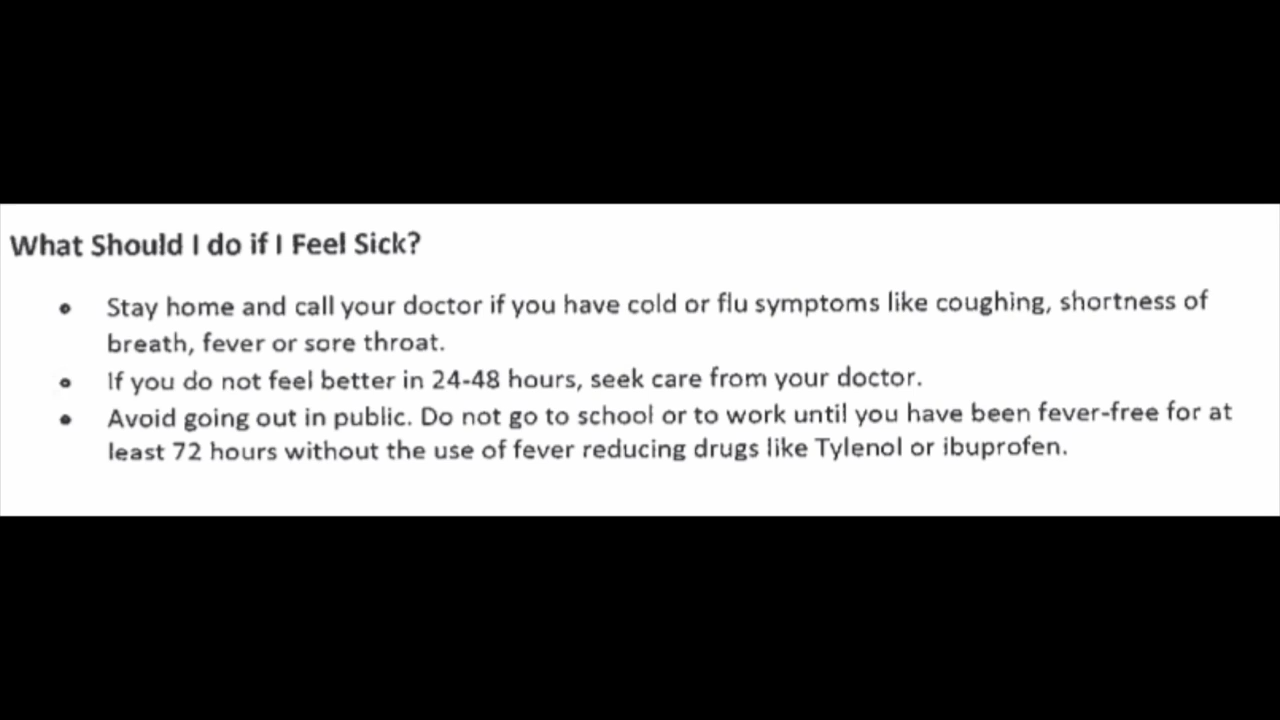 What Should I do if I Feel Sick?
• Stay home and call your doctor if you have cold or flu symptoms like coughing, shortness of
breath, fever or sore throat.
• If you do not feel better in 24-48 hours, seek care from your doctor.
• Avoid going out in public. Do not go to school or to work until you have been fever-free for at
least 72 hours without the use of fever reducing drugs like Tylenol or ibuprofen.